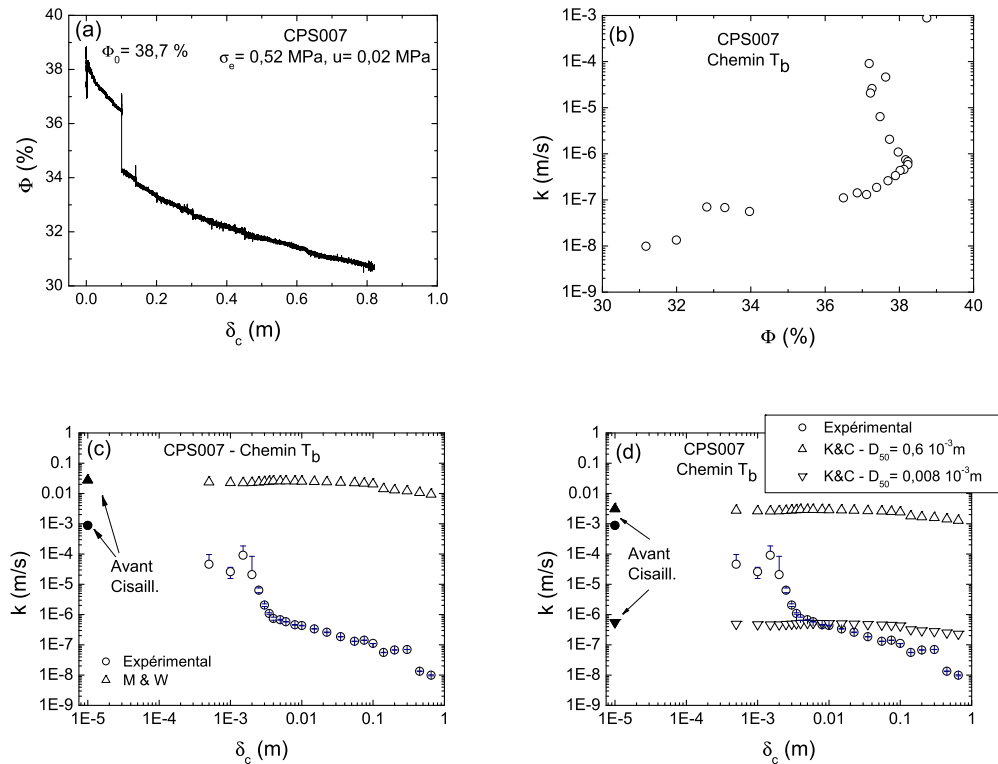 (a)
CPS007
Φ0= 38,7 %
σe= 0,52 MPa, u= 0,02 MPa
40
38
36
34
32
30
Φ (%)
0.0 0.2 0.4 0.6 0.8 1.0
δc (m)
(b)
CPS007
Chemin Tb
1E-3
1E-4
1E-5
1E-6
1E-7
1E-8
1E-9
k (m/s)
30 32 34 36 38 40
Φ (%)
(c)
CPS007 - Chemin Tb
1
0.1
0.01
1E-3
1E-4
1E-5
1E-6
1E-7
1E-8
1E-9
k (m/s)
Avant
Cisaill.
Expérimental
M & W
1E-5 1E-4 1E-3 0.01 0.1 1
δc (m)
(d)
CPS007
Chemin Tb
Expérimental
K&C - D50= 0,6 10-3m
K&C - D50= 0,008 10-3m
1
0.1
0.01
1E-3
1E-4
1E-5
1E-6
1E-7
1E-8
1E-9
k (m/s)
Avant
Cisaill.
1E-5 1E-4 1E-3 0.01 0.1 1
δc (m)